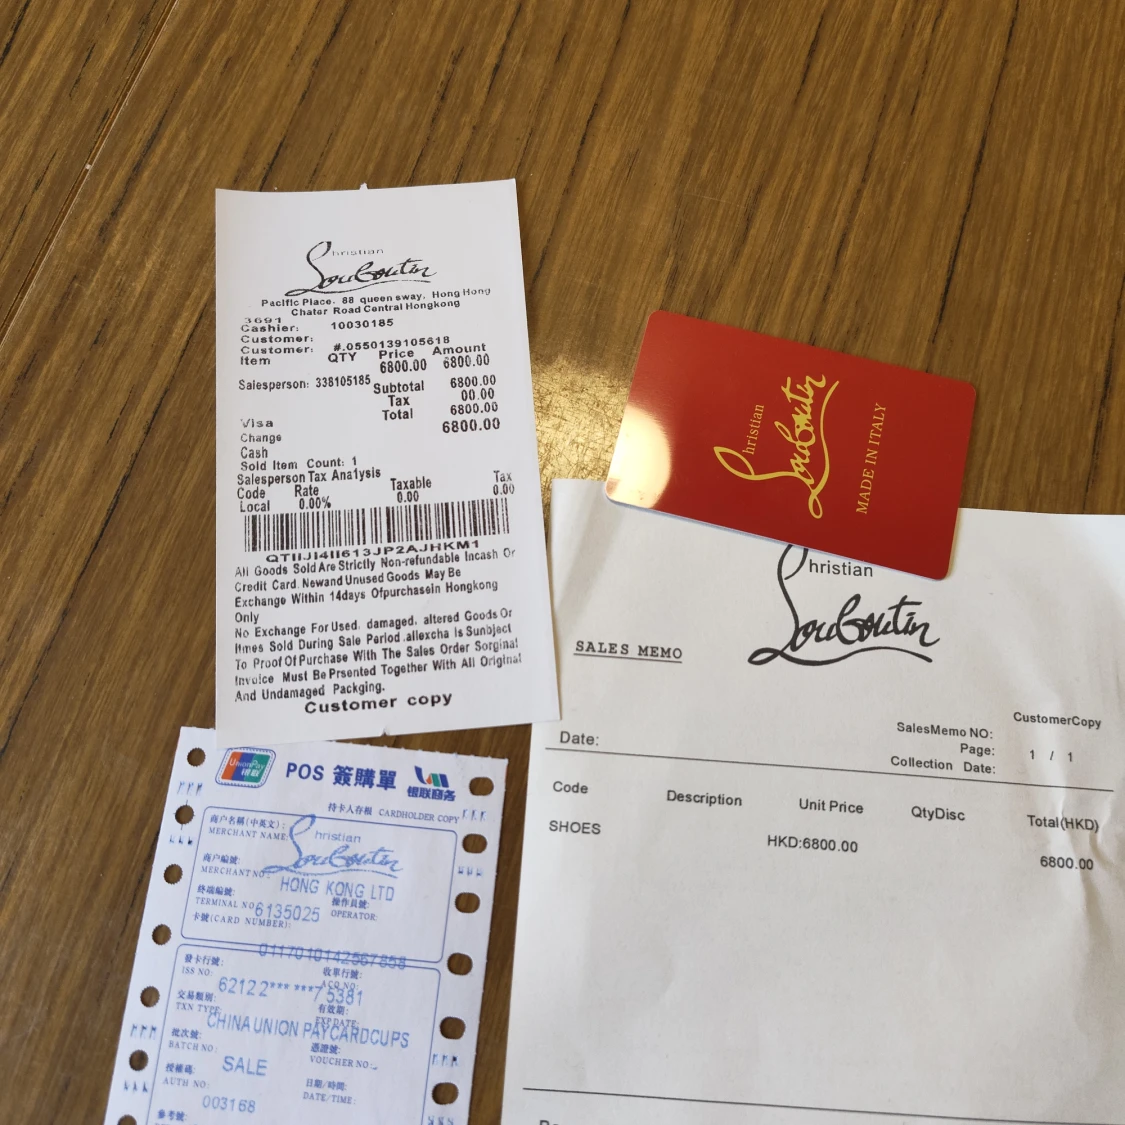 Christian
Louboutin
Pacific Place. 88 queen sway, Hong Hong
Chater Road Central Hongkong
3691
Cashier: 10030185
Customer:
Customer: #.0550139105618
Item QTY Price Amount
6800.00 6800.00
Salesperson: 338105185 Subtotal 6800.00
Tax 00.00
Total 6800.00
Visa 6800.00
Change
Cash
Sold Item Count: 1
Salesperson Tax Analysis
Code Rate Taxable Tax
Local 0.00% 0.00 0.00
QTIIJI4II613JP2AJHKM1
All Goods Sold Are Strictly Non-refundable Incash Or
Credit Card. Newand Unused Goods May Be
Exchange Within 14days Ofpurchasein Hongkong
Only
No Exchange For Used, damaged, altered Goods Or
Itmes Sold During Sale Period .allexcha Is Sunbject
To Proof Of Purchase With The Sales Order Sorginal
Invoice Must Be Prsented Together With All Original
And Undamaged Packging.
Customer copy
Christian
Louboutin
MADE IN ITALY
Christian
Louboutin
SALES MEMO
CustomerCopy
SalesMemo NO:
Page: 1 / 1
Collection Date:
Date:
Code Description Unit Price QtyDisc Total(HKD)
SHOES HKD:6800.00 6800.00
UnionPay
银联
POS 簽購單
银联商务
持卡人存根 CARDHOLDER COPY
商户名稱(中英文):
MERCHANT NAME:
Christian
Louboutin
商户編號:
MERCHANT NO:
HONG KONG LTD
終端編號: 操作員號:
TERMINAL NO 6135025 OPERATOR:
卡號(CARD NUMBER):
0117010142567858
發卡行號: 收單行號:
ISS NO: ACQ NO:
62122*** ***75381
交易類別: 有效期:
TXN TYPE EXP DATE:
CHINA UNION PAYCARDCUPS
批次號: 憑證號:
BATCH NO: VOUCHER NO:
SALE
授權碼: 日期/時間:
AUTH NO: DATE/TIME:
003168
參考號: